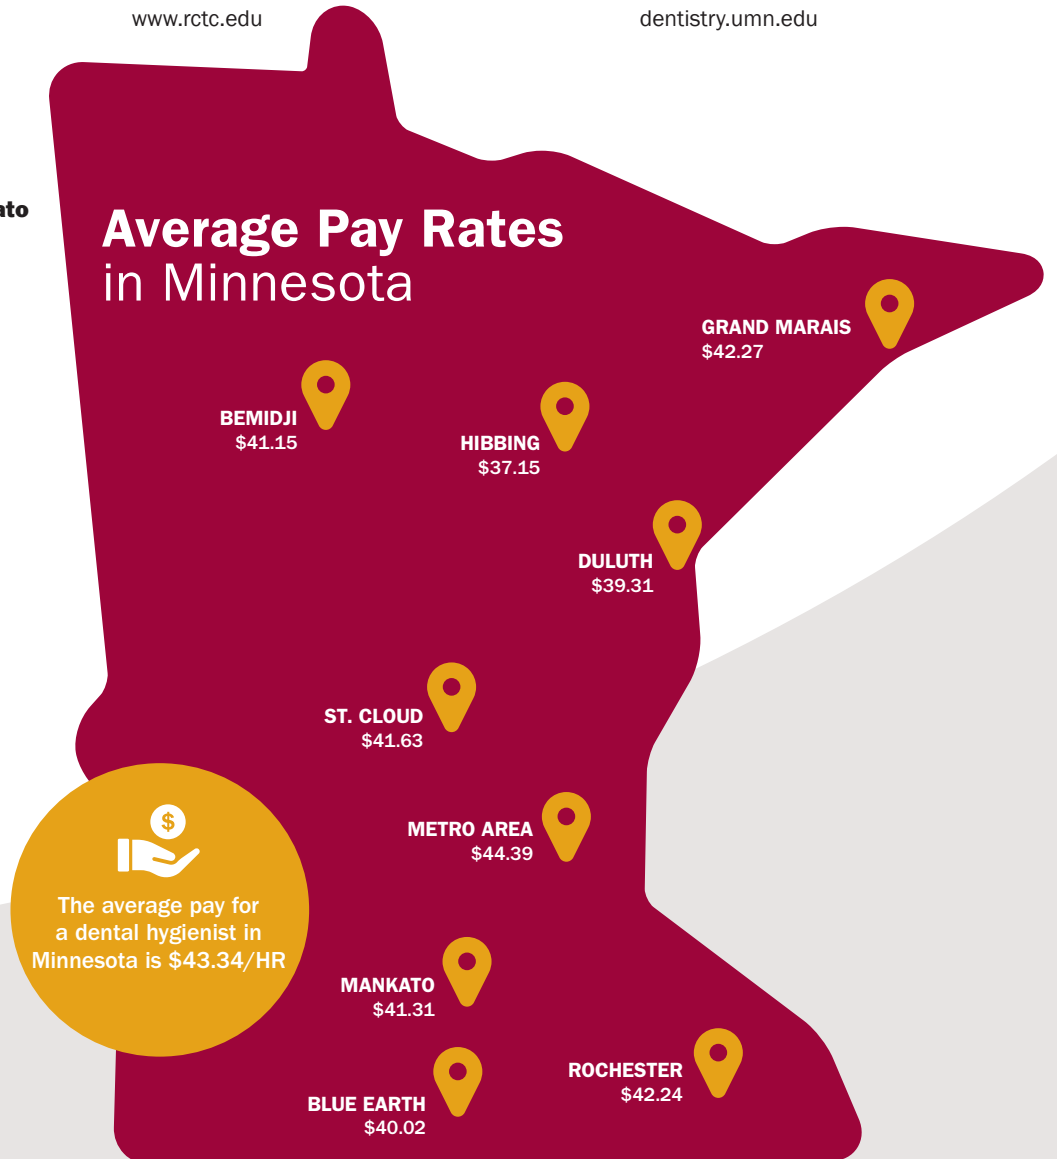 www.rctc.edu
dentistry.umn.edu
ato
Average Pay Rates
in Minnesota
GRAND MARAIS
$42.27
BEMIDJI
$41.15
HIBBING
$37.15
DULUTH
$39.31
ST. CLOUD
$41.63
METRO AREA
$44.39
$
The average pay for
a dental hygienist in
Minnesota is $43.34/HR
MANKATO
$41.31
ROCHESTER
$42.24
BLUE EARTH
$40.02